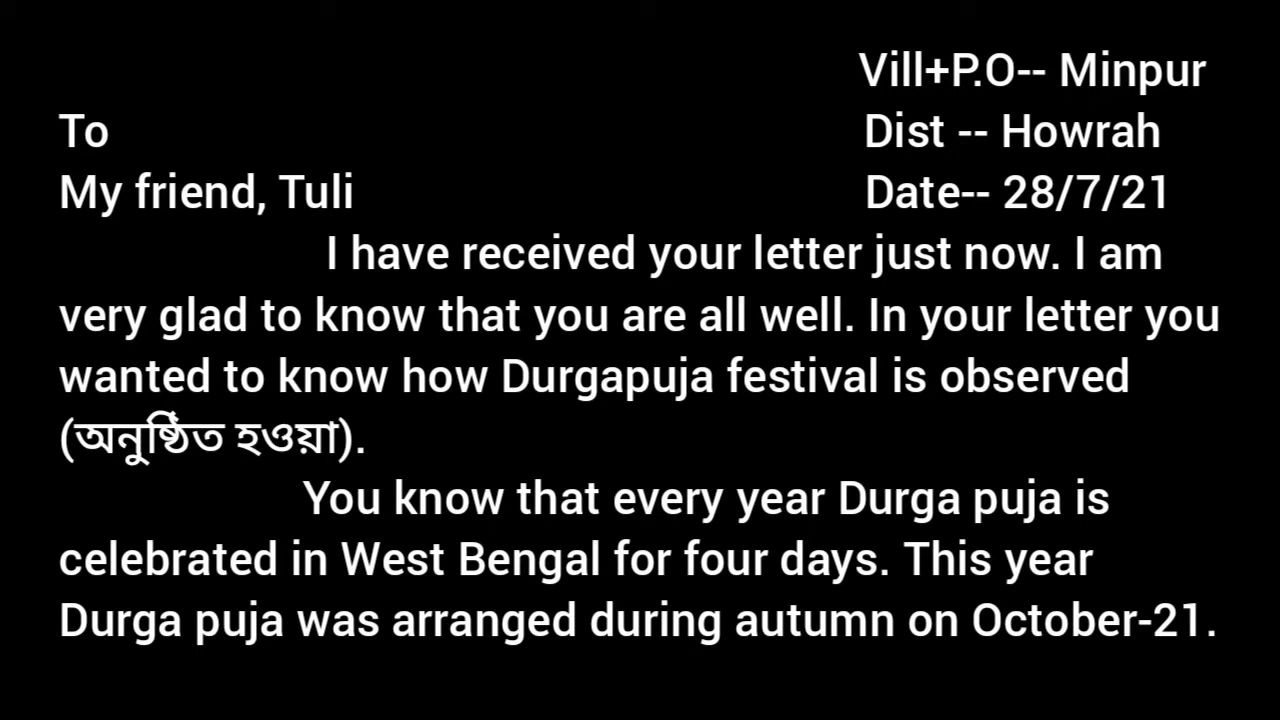 Vill+P.O-- Minpur
To Dist -- Howrah
My friend, Tuli Date-- 28/7/21
I have received your letter just now. I am
very glad to know that you are all well. In your letter you
wanted to know how Durgapuja festival is observed
(অনুষ্ঠিত হওয়া).
You know that every year Durga puja is
celebrated in West Bengal for four days. This year
Durga puja was arranged during autumn on October-21.